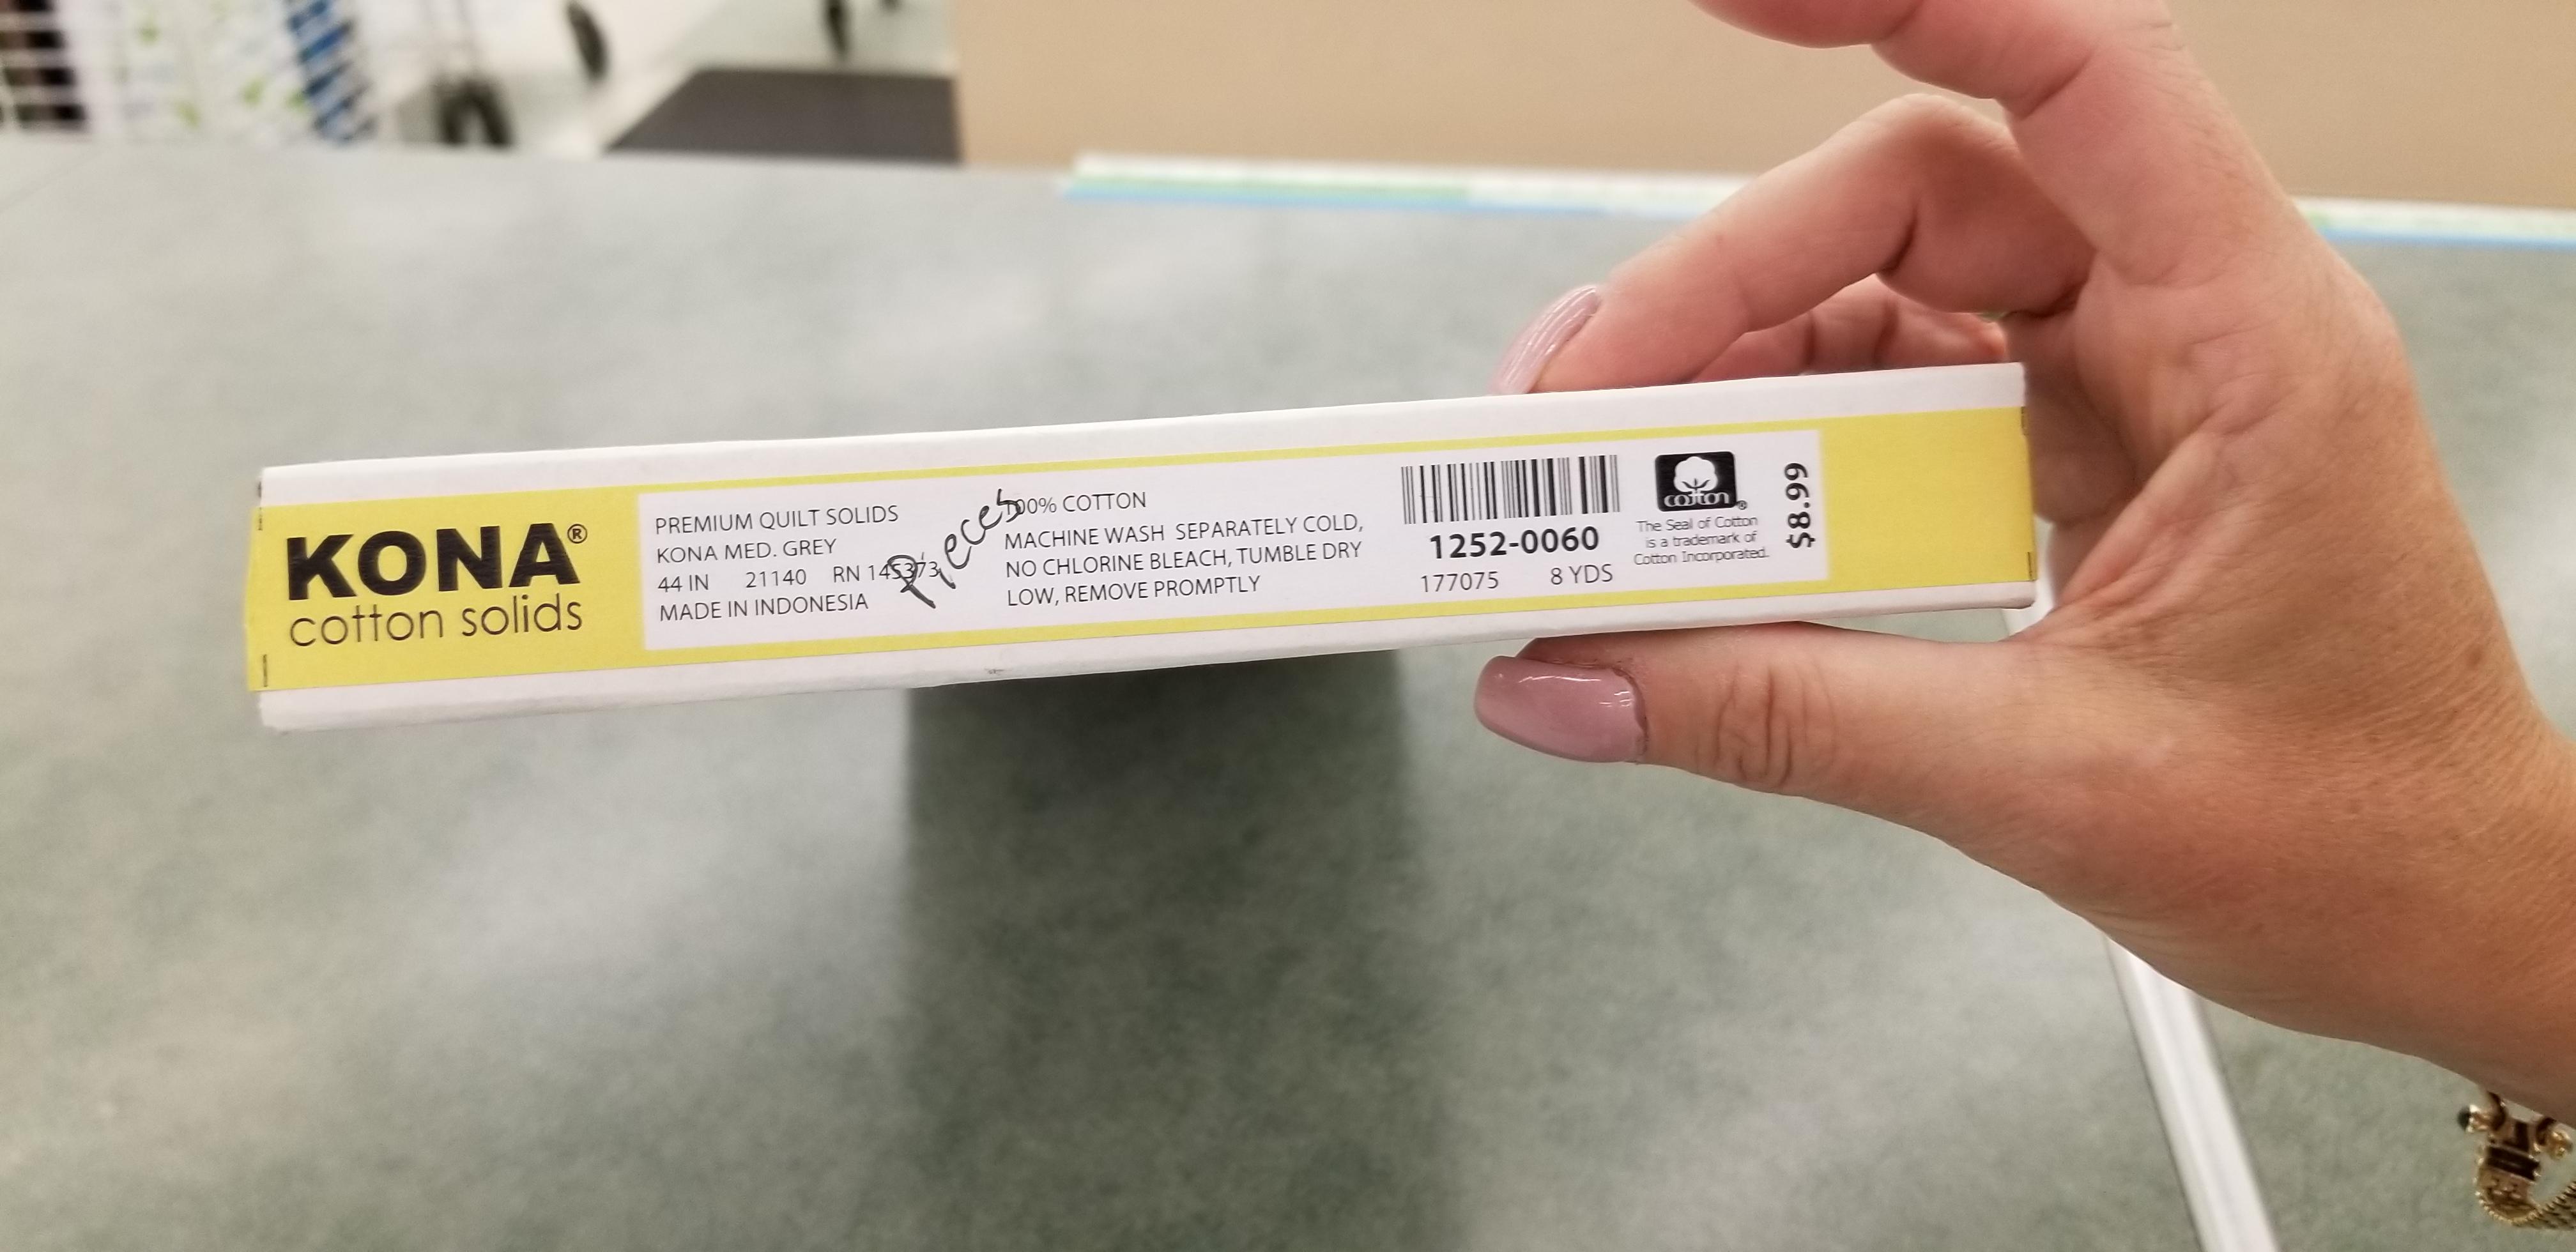 KONA®
cotton solids
PREMIUM QUILT SOLIDS
KONA MED. GREY
44 IN 21140 RN 145373
MADE IN INDONESIA
Pieces
100% COTTON
MACHINE WASH SEPARATELY COLD,
NO CHLORINE BLEACH, TUMBLE DRY
LOW, REMOVE PROMPTLY
1252-0060
177075 8 YDS
cotton®
The Seal of Cotton
is a trademark of
Cotton Incorporated.
$8.99